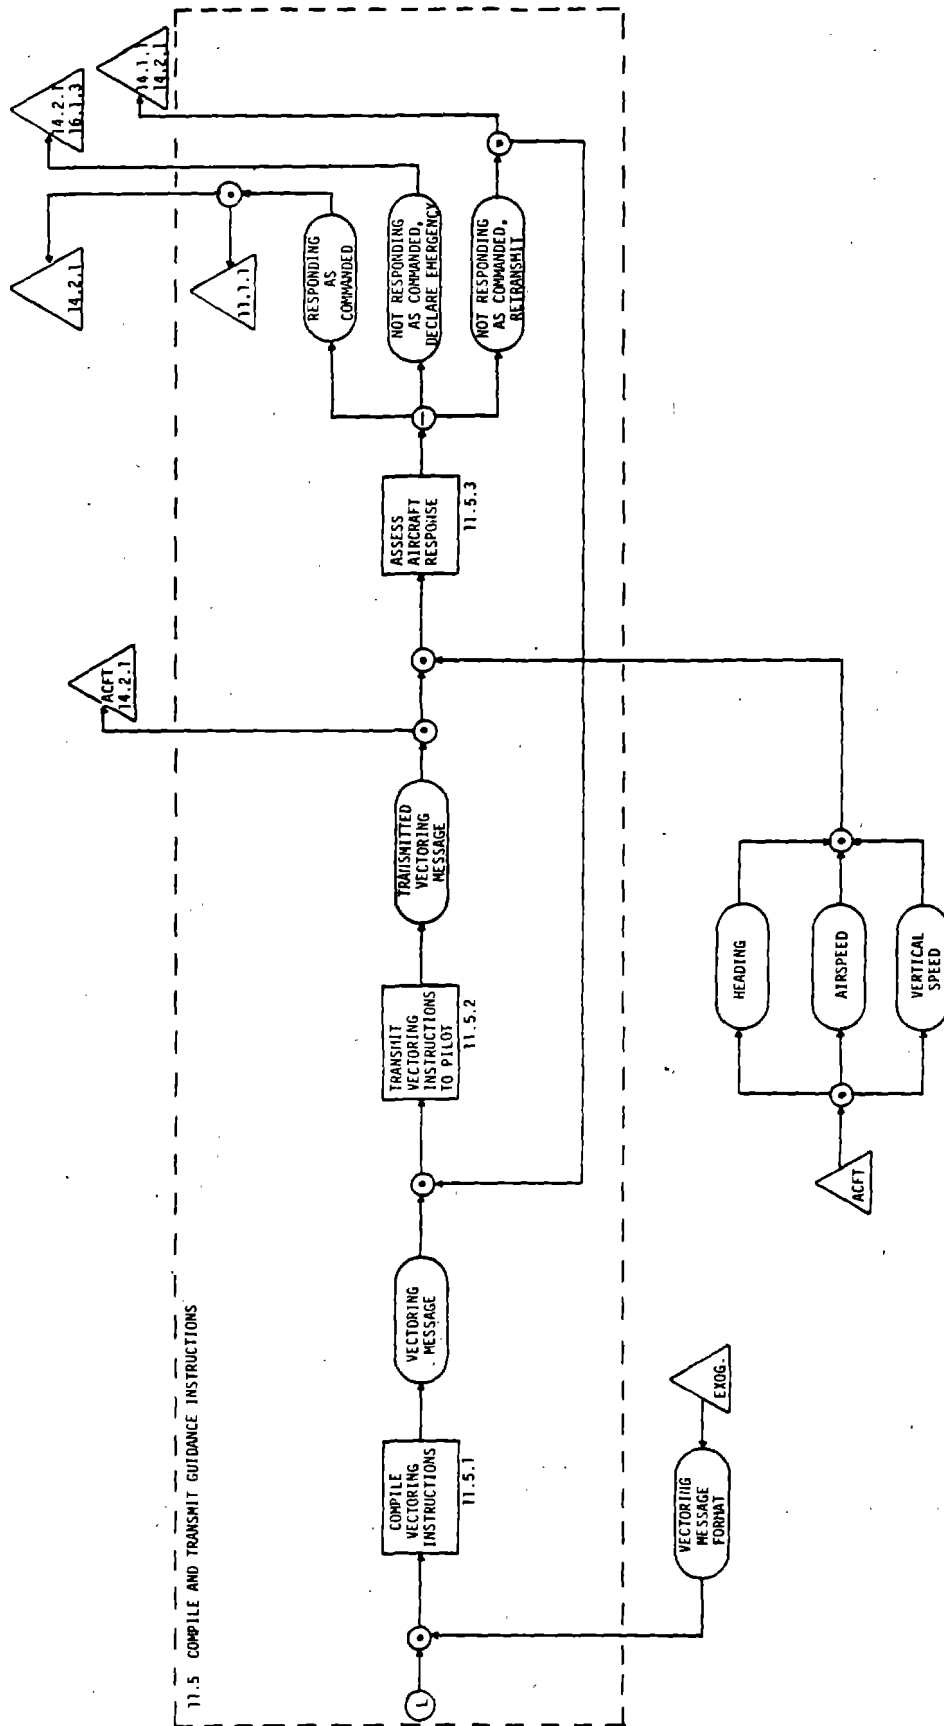 11.5 COMPILE AND TRANSMIT GUIDANCE INSTRUCTIONS
L
COMPILE
VECTORING
INSTRUCTIONS
11.5.1
VECTORING
MESSAGE
FORMAT
EXOG.
VECTORING
MESSAGE
TRANSMIT
VECTORING
INSTRUCTIONS
TO PILOT
11.5.2
TRANSMITTED
VECTORING
MESSAGE
ACFT
14.2.1
ACFT
HEADING
AIRSPEED
VERTICAL
SPEED
ASSESS
AIRCRAFT
RESPONSE
11.5.3
RESPONDING
AS
COMMANDED
NOT RESPONDING
AS COMMANDED,
DECLARE EMERGENCY
NOT RESPONDING
AS COMMANDED,
RETRANSMIT
14.2.1
11.1.1
14.2.1
16.1.3
14.1.1
14.2.1